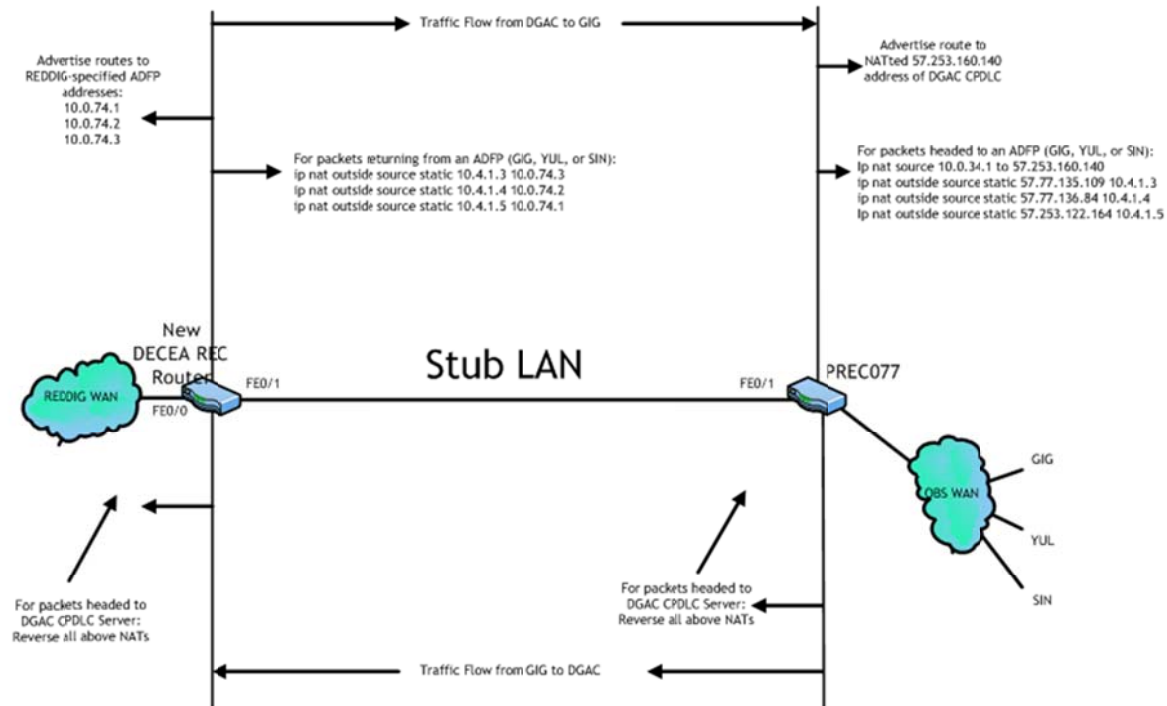 Traffic Flow from DGAC to GIG
Advertise routes to
REDDIG-specified ADFP
addresses:
10.0.74.1
10.0.74.2
10.0.74.3
Advertise route to
NATted 57.253.160.140
address of DGAC CPDLC
For packets returning from an ADFP (GIG, YUL, or SIN):
ip nat outside source static 10.4.1.3 10.0.74.3
ip nat outside source static 10.4.1.4 10.0.74.2
ip nat outside source static 10.4.1.5 10.0.74.1
For packets headed to an ADFP (GIG, YUL, or SIN):
ip nat source 10.0.34.1 to 57.253.160.140
ip nat outside source static 57.77.135.109 10.4.1.3
ip nat outside source static 57.77.136.84 10.4.1.4
ip nat outside source static 57.253.122.164 10.4.1.5
New
DECEA REC
Router
REDDIG WAN
FE0/0
FE0/1
Stub LAN
FE0/1
PREC077
OBS WAN
GIG
YUL
SIN
For packets headed to
DGAC CPDLC Server:
Reverse all above NATs
For packets headed to
DGAC CPDLC Server:
Reverse all above NATs
Traffic Flow from GIG to DGAC